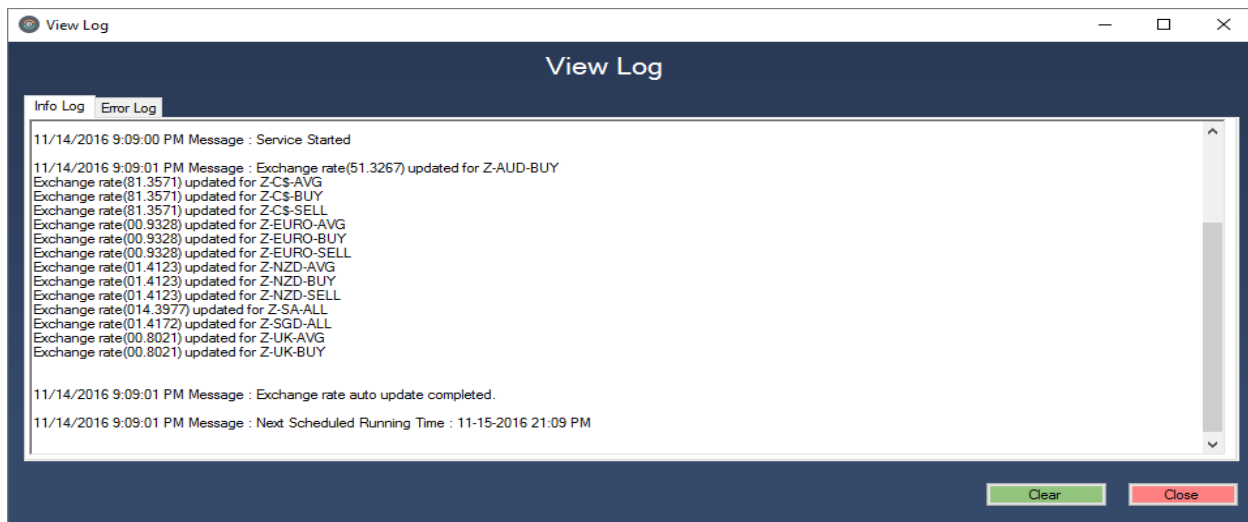 View Log
View Log
Info Log Error Log
11/14/2016 9:09:00 PM Message : Service Started
11/14/2016 9:09:01 PM Message : Exchange rate(51.3267) updated for Z-AUD-BUY
Exchange rate(81.3571) updated for Z-C$-AVG
Exchange rate(81.3571) updated for Z-C$-BUY
Exchange rate(81.3571) updated for Z-C$-SELL
Exchange rate(00.9328) updated for Z-EURO-AVG
Exchange rate(00.9328) updated for Z-EURO-BUY
Exchange rate(00.9328) updated for Z-EURO-SELL
Exchange rate(01.4123) updated for Z-NZD-AVG
Exchange rate(01.4123) updated for Z-NZD-BUY
Exchange rate(01.4123) updated for Z-NZD-SELL
Exchange rate(014.3977) updated for Z-SA-ALL
Exchange rate(01.4172) updated for Z-SGD-ALL
Exchange rate(00.8021) updated for Z-UK-AVG
Exchange rate(00.8021) updated for Z-UK-BUY
11/14/2016 9:09:01 PM Message : Exchange rate auto update completed.
11/14/2016 9:09:01 PM Message : Next Scheduled Running Time : 11-15-2016 21:09 PM
Clear Close